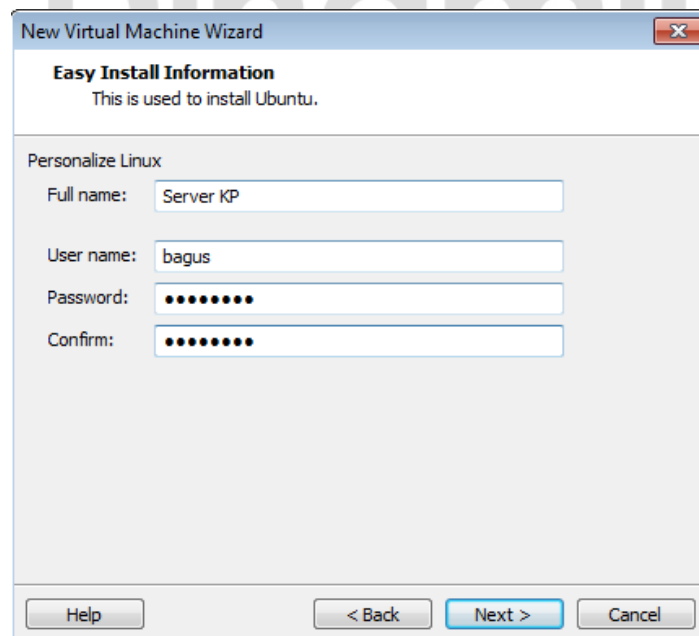 New Virtual Machine Wizard
Easy Install Information
This is used to install Ubuntu.
Personalize Linux
Full name: Server KP
User name: bagus
Password: ●●●●●●●●
Confirm: ●●●●●●●●
Help < Back Next > Cancel